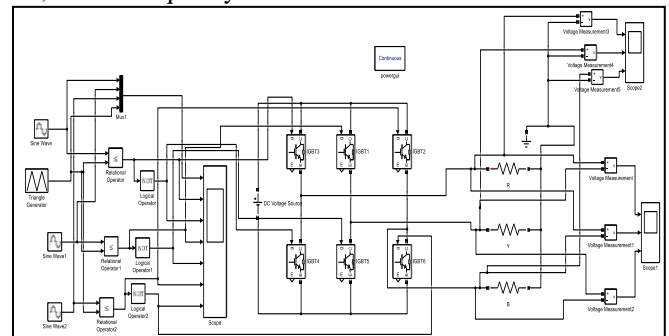 Voltage Measurement3
Continuous
powergui
Voltage Measurement4
Scope2
Voltage Measurement5
Mux1
Sine Wave
≤
Relational
Operator
NOT
Logical
Operator
IGBT3
IGBT1
IGBT2
Triangle
Generator
R
Voltage Measurement
DC Voltage Source
Sine Wave1
≤
Relational
Operator1
NOT
Logical
Operator1
IGBT4
IGBT5
IGBT6
Y
Voltage Measurement1
Scope1
Sine Wave2
≤
Relational
Operator2
NOT
Logical
Operator2
Scope
B
Voltage Measurement2